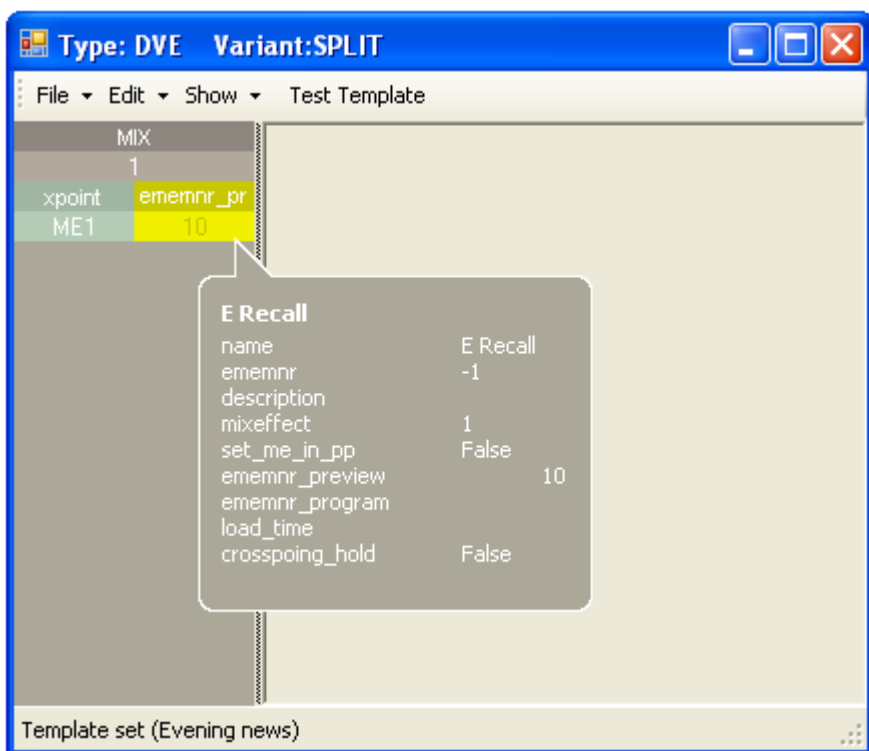 Type: DVE Variant:SPLIT
File Edit Show Test Template
MIX
1
xpoint ememnr_pr
ME1 10
E Recall
name E Recall
ememnr -1
description
mixeffect 1
set_me_in_pp False
ememnr_preview 10
ememnr_program
load_time
crosspoing_hold False
Template set (Evening news)